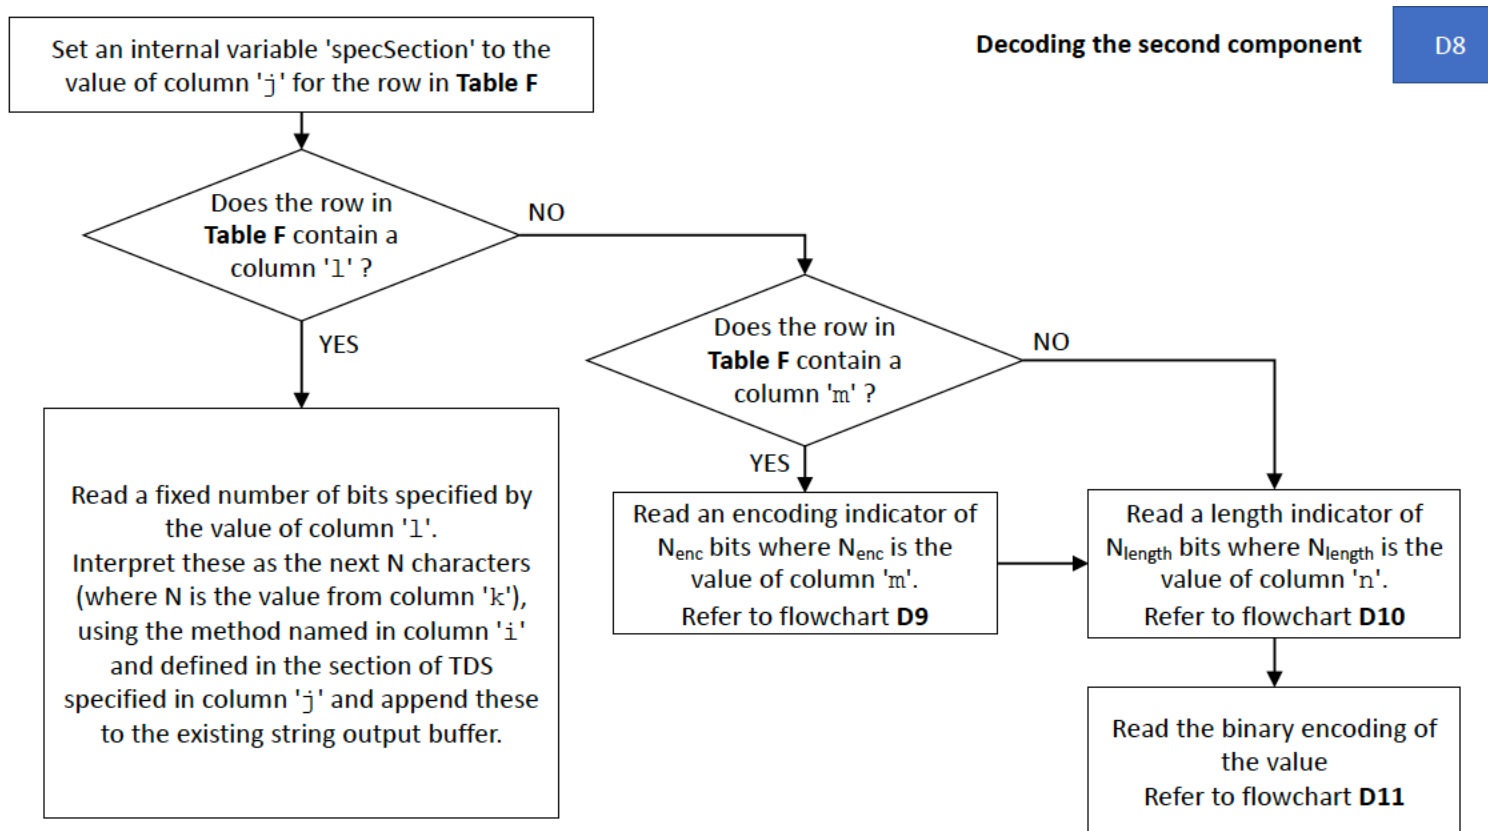 Decoding the second component
D8
Set an internal variable 'specSection' to the
value of column 'j' for the row in Table F
Does the row in
Table F contain a
column 'l' ?
NO
YES
Does the row in
Table F contain a
column 'm' ?
NO
YES
Read a fixed number of bits specified by
the value of column 'l'.
Interpret these as the next N characters
(where N is the value from column 'k'),
using the method named in column 'i'
and defined in the section of TDS
specified in column 'j' and append these
to the existing string output buffer.
Read an encoding indicator of
Nenc bits where Nenc is the
value of column 'm'.
Refer to flowchart D9
Read a length indicator of
Nlength bits where Nlength is the
value of column 'n'.
Refer to flowchart D10
Read the binary encoding of
the value
Refer to flowchart D11